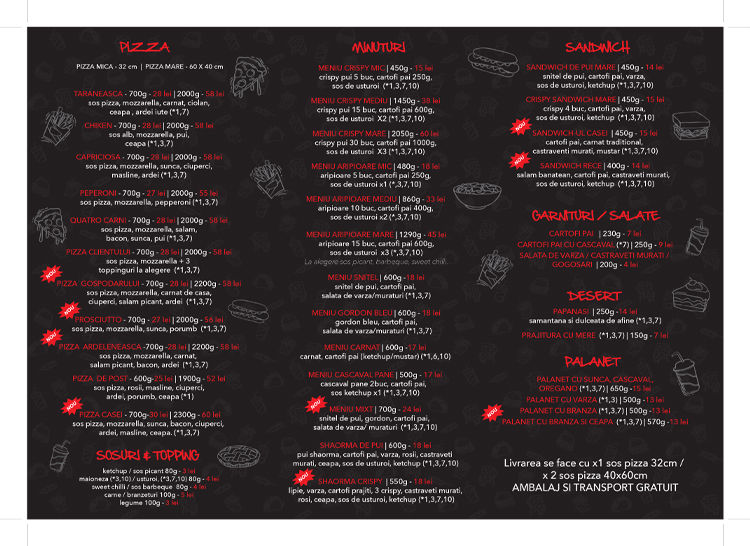 PIZZA
PIZZA MICA - 32 cm | PIZZA MARE - 60 X 40 cm
TARANEASCA - 700g - 28 lei | 2000g - 58 lei
sos pizza, mozzarella, carnat, ciolan,
ceapa , ardei iute (*1,7)
CHIKEN - 700g - 28 lei | 2000g - 58 lei
sos alb, mozzarella, pui,
ceapa (*1,3,7)
CAPRICIOSA - 700g - 28 lei | 2000g - 58 lei
sos pizza, mozzarella, sunca, ciuperci,
masline, ardei (*1,3,7)
PEPERONI - 700g - 27 lei | 2000g - 55 lei
sos pizza, mozzarella, pepperoni (*1,3,7)
QUATRO CARNI - 700g - 28 lei | 2000g - 58 lei
sos pizza, mozzarella, salam,
bacon, sunca, pui (*1,3,7)
PIZZA CLIENTULUI - 700g - 28 lei | 2000g - 58 lei
sos pizza, mozzarella + 3
toppinguri la alegere (*1,3,7)
NOU
PIZZA GOSPODARULUI - 700g - 28 lei | 2200g - 58 lei
sos pizza, mozzarella, carnat de casa,
ciuperci, salam picant, ardei (*1,3,7)
NOU
PROSCIUTTO - 700g - 27 lei | 2000g - 56 lei
sos pizza, mozzarella, sunca, porumb (*1,3,7)
NOU
PIZZA ARDELENEASCA -700g -28 lei | 2200g - 58 lei
sos pizza, mozzarella, carnat,
salam picant, bacon, ardei (*1,3,7)
PIZZA DE POST - 600g-25 lei | 1900g - 52 lei
sos pizza, rosii, masline, ciuperci,
ardei, porumb, ceapa (*1)
NOU
PIZZA CASEI - 700g-30 lei | 2300g - 60 lei
sos pizza, mozzarella, sunca, bacon, ciuperci,
ardei, masline, ceapa. (*1,3,7)
SOSURI & TOPPING
ketchup / sos picant 80g - 3 lei
maioneza (*3,10) / usturoi, (*3,7,10) 80g - 4 lei
sweet chilli / sos barbeque 80g - 4 lei
carne / branzeturi 100g - 5 lei
legume 100g - 3 lei
MINUTURI
MENIU CRISPY MIC | 450g - 15 lei
crispy pui 5 buc, cartofi pai 250g,
sos de usturoi (*1,3,7,10)
MENIU CRISPY MEDIU | 1450g - 38 lei
crispy pui 15 buc, cartofi pai 600g,
sos de usturoi X2 (*1,3,7,10)
MENIU CRISPY MARE | 2050g - 60 lei
crispy pui 30 buc, cartofi pai 1000g,
sos de usturoi X3 (*1,3,7,10)
MENIU ARIPIOARE MIC | 480g - 18 lei
aripioare 5 buc, cartofi pai 250g,
sos de usturoi x1 (*,3,7,10)
MENIU ARIPIOARE MEDIU | 860g - 33 lei
aripioare 10 buc, cartofi pai 400g,
sos de usturoi x2 (*,3,7,10)
MENIU ARIPIOARE MARE | 1290g - 45 lei
aripioare 15 buc, cartofi pai 600g,
sos de usturoi x3 (*,3,7,10)
La alegere sos picant, barbeque, sweet chilli.
MENIU SNITEL | 600g -18 lei
snitel de pui, cartofi pai,
salata de varza/muraturi (*1,3,7)
MENIU GORDON BLEU | 600g - 18 lei
gordon bleu, cartofi pai,
salata de varza/muraturi (*1,3,7)
MENIU CARNAT | 600g -17 lei
carnat, cartofi pai (ketchup/mustar) (*1,6,10)
MENIU CASCAVAL PANE | 500g - 17 lei
cascaval pane 2buc, cartofi pai,
sos ketchup x1 (*1,3,7,10)
NOU
MENIU MIXT | 700g - 24 lei
snitel de pui, gordon, cartofi pai,
salata de varza/ muraturi (*1,3,7,10)
SHAORMA DE PUI | 600g - 18 lei
pui shaorma, cartofi pai, varza, rosii, castraveti
murati, ceapa, sos de usturoi, ketchup (*1,3,7,10)
NOU
SHAORMA CRISPY | 550g - 18 lei
lipie, varza, cartofi prajiti, 3 crispy, castraveti murati,
rosi, ceapa, sos de usturoi, ketchup (*1,3,7,10)
SANDWICH
SANDWICH DE PUI MARE | 450g - 14 lei
snitel de pui, cartofi pai, varza,
sos de usturoi, ketchup (*1,3,7,10)
CRISPY SANDWICH MARE | 450g - 15 lei
crispy 4 buc, cartofi pai, varza,
sos de usturoi, ketchup (*1,3,7,10)
NOU
SANDWICH-UL CASEI | 450g - 15 lei
cartofi pai, carnat traditional,
castraventi murati, mustar (*1,3,7,10)
NOU
SANDWICH RECE | 400g - 14 lei
salam banatean, cartofi pai, castraveti murati,
sos de usturoi, ketchup (*1,3,7,10)
GARNITURI / SALATE
CARTOFI PAI | 230g - 7 lei
CARTOFI PAI CU CASCAVAL (*7) | 250g - 9 lei
SALATA DE VARZA / CASTRAVETI MURATI /
GOGOSARI | 200g - 4 lei
DESERT
PAPANASI | 250g -14 lei
samantana si dulceata de afine (*1,3,7)
PRAJITURA CU MERE (*1,3,7) | 150g - 7 lei
PALANET
PALANET CU SUNCA, CASCAVAL,
OREGANO (*1,3,7) | 650g -15 lei
PALANET CU VARZA (*1,3) | 500g -13 lei
PALANET CU BRANZA (*1,3,7) | 500g -13 lei
NOU
PALANET CU BRANZA SI CEAPA (*1,3,7) | 570g -13 lei
Livrarea se face cu x1 sos pizza 32cm /
x 2 sos pizza 40x60cm
AMBALAJ SI TRANSPORT GRATUIT